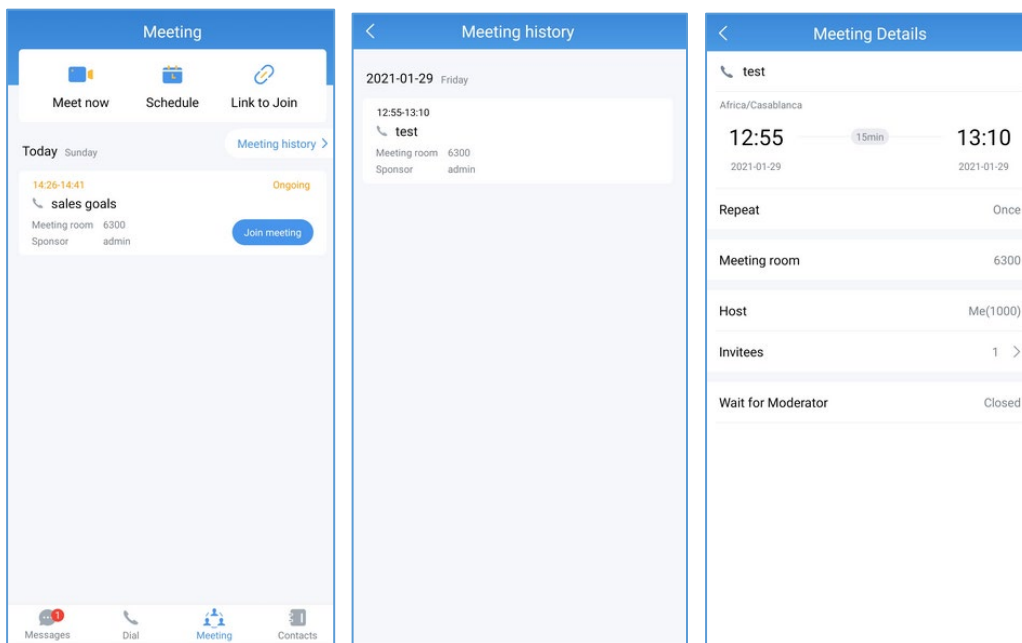 Meeting
Meet now Schedule Link to Join
Today Sunday Meeting history >
14:26-14:41 Ongoing
sales goals
Meeting room 6300
Sponsor admin
Join meeting
1
Messages Dial Meeting Contacts
Meeting history
2021-01-29 Friday
12:55-13:10
test
Meeting room 6300
Sponsor admin
Meeting Details
test
Africa/Casablanca
12:55 15min 13:10
2021-01-29 2021-01-29
Repeat Once
Meeting room 6300
Host Me(1000)
Invitees 1 >
Wait for Moderator Closed